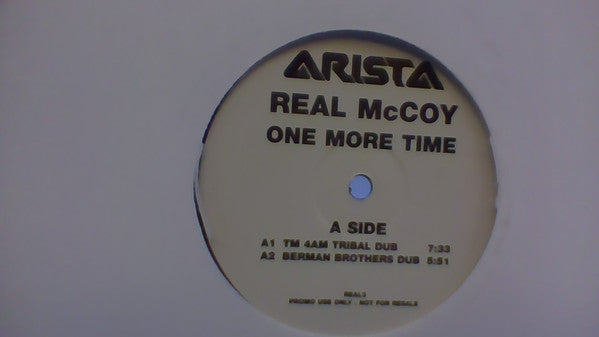 ARISTA
REAL McCOY
ONE MORE TIME
A SIDE
A1 TM 4AM TRIBAL DUB 7:33
A2 BERMAN BROTHERS DUB 5:51
REAL3
PROMO USE ONLY - NOT FOR RESALE